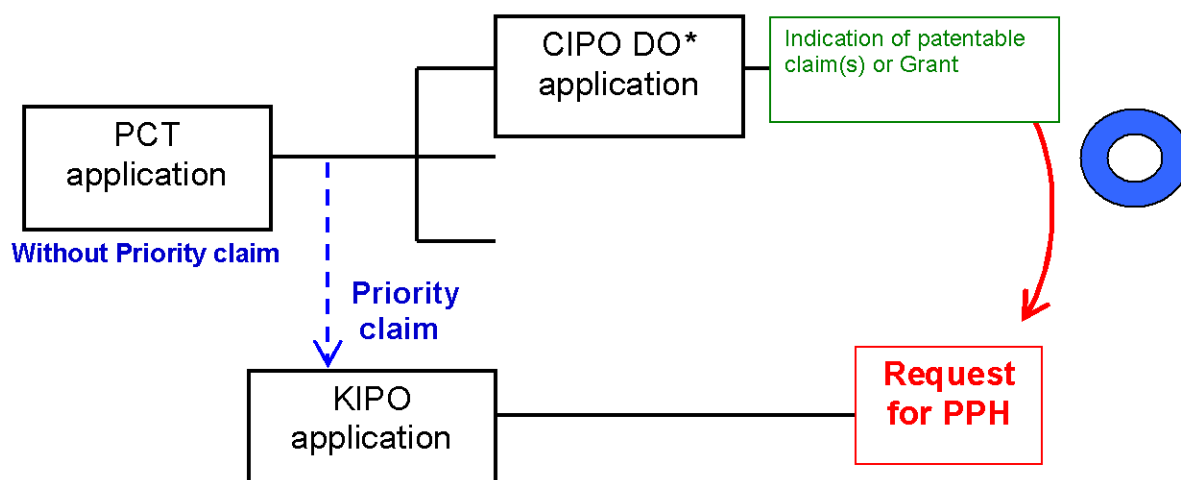 CIPO DO*
application
Indication of patentable
claim(s) or Grant
PCT
application
Without Priority claim
Priority
claim
KIPO
application
Request
for PPH